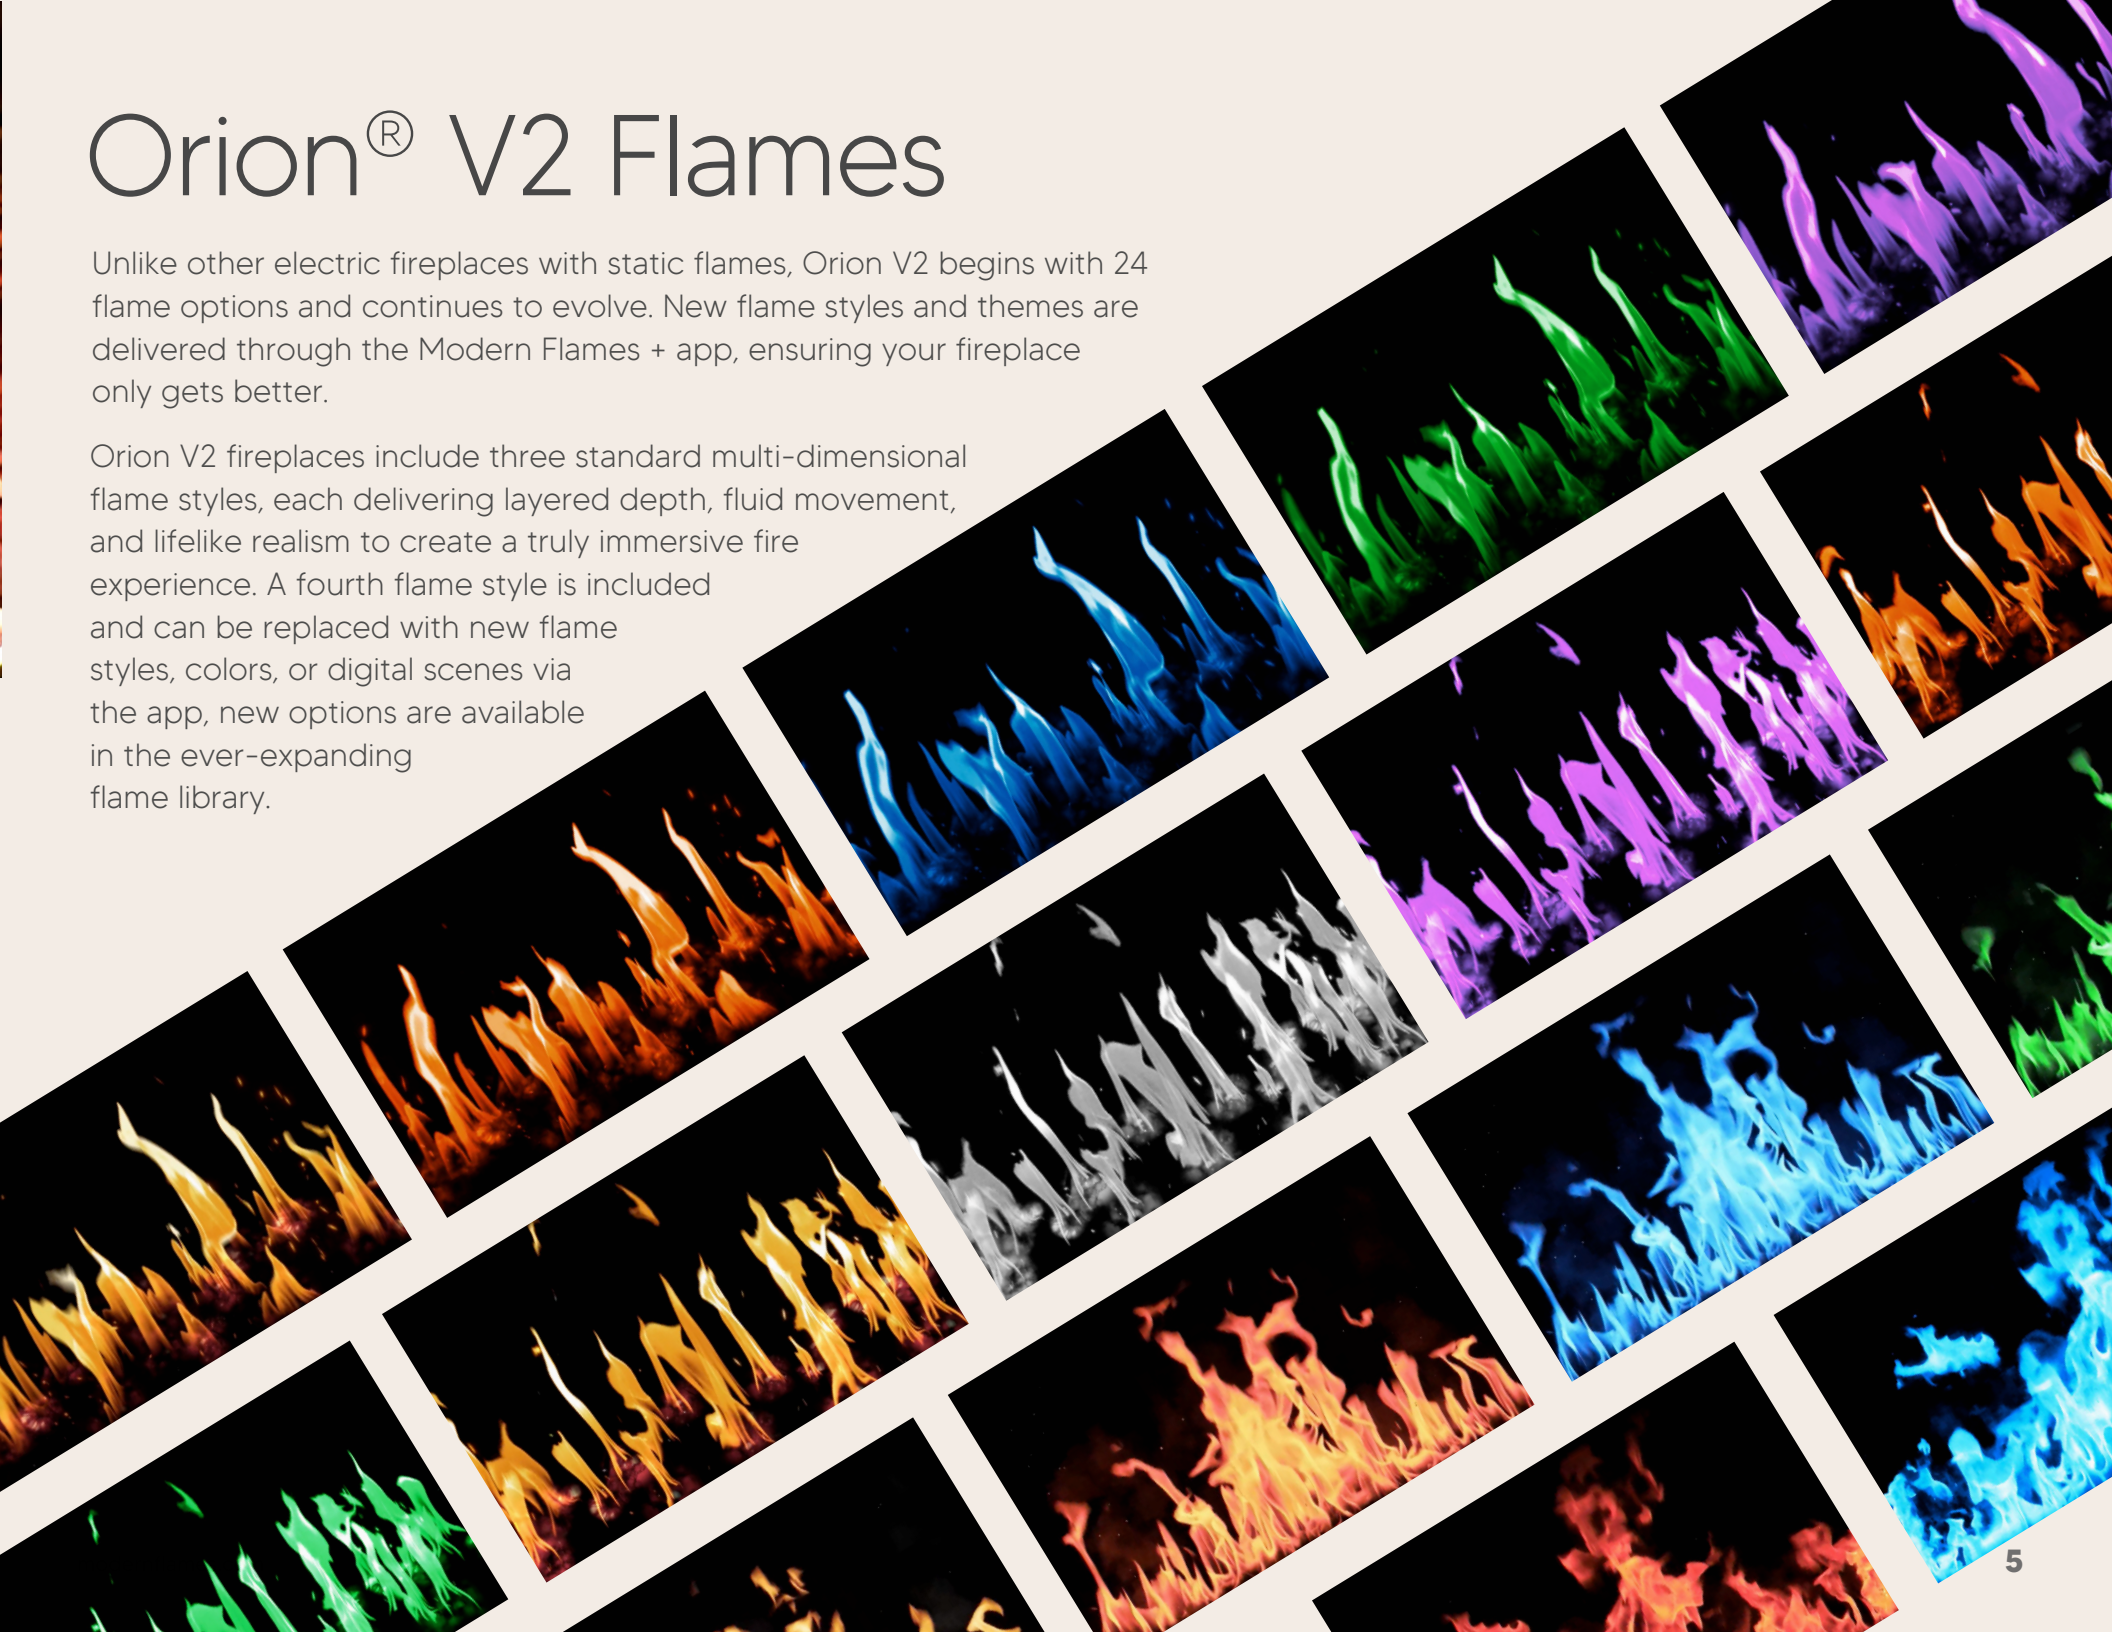 Orion® V2 Flames
Unlike other electric fireplaces with static flames, Orion V2 begins with 24
flame options and continues to evolve. New flame styles and themes are
delivered through the Modern Flames + app, ensuring your fireplace
only gets better.
Orion V2 fireplaces include three standard multi-dimensional
flame styles, each delivering layered depth, fluid movement,
and lifelike realism to create a truly immersive fire
experience. A fourth flame style is included
and can be replaced with new flame
styles, colors, or digital scenes via
the app, new options are available
in the ever-expanding
flame library.
5